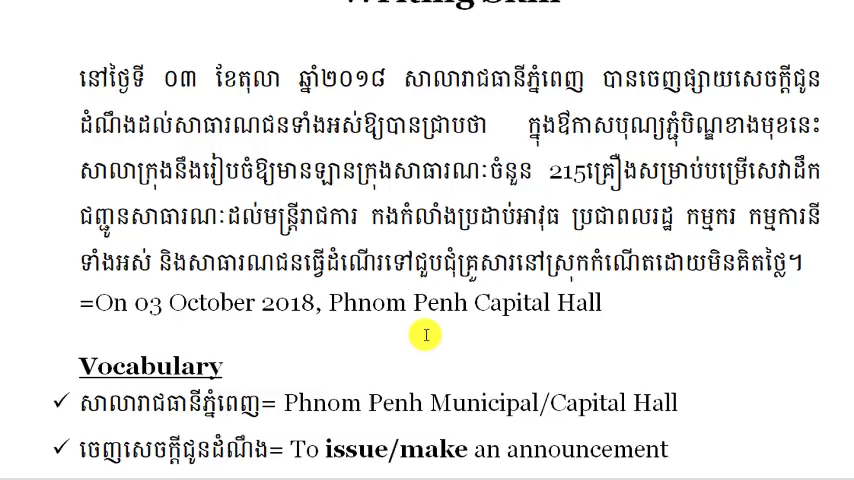 Writing Skill
នៅថ្ងៃទី ០៣ ខែតុលា ឆ្នាំ២០១៨ សាលារាជធានីភ្នំពេញ បានចេញផ្សាយសេចក្តីជូន
ដំណឹងដល់សាធារណជនទាំងអស់ឱ្យបានជ្រាបថា ក្នុងឱកាសបុណ្យភ្ជុំបិណ្ឌខាងមុខនេះ
សាលាក្រុងនឹងរៀបចំឱ្យមានឡានក្រុងសាធារណៈចំនួន 215គ្រឿងសម្រាប់បម្រើសេវាដឹក
ជញ្ជូនសាធារណៈដល់មន្ត្រីរាជការ កងកំលាំងប្រដាប់អាវុធ ប្រជាពលរដ្ឋ កម្មករ កម្មការនី
ទាំងអស់ និងសាធារណជនធ្វើដំណើរទៅជួបជុំគ្រួសារនៅស្រុកកំណើតដោយមិនគិតថ្លៃ។
=On 03 October 2018, Phnom Penh Capital Hall
Vocabulary
✓ សាលារាជធានីភ្នំពេញ= Phnom Penh Municipal/Capital Hall
✓ ចេញសេចក្តីជូនដំណឹង= To issue/make an announcement